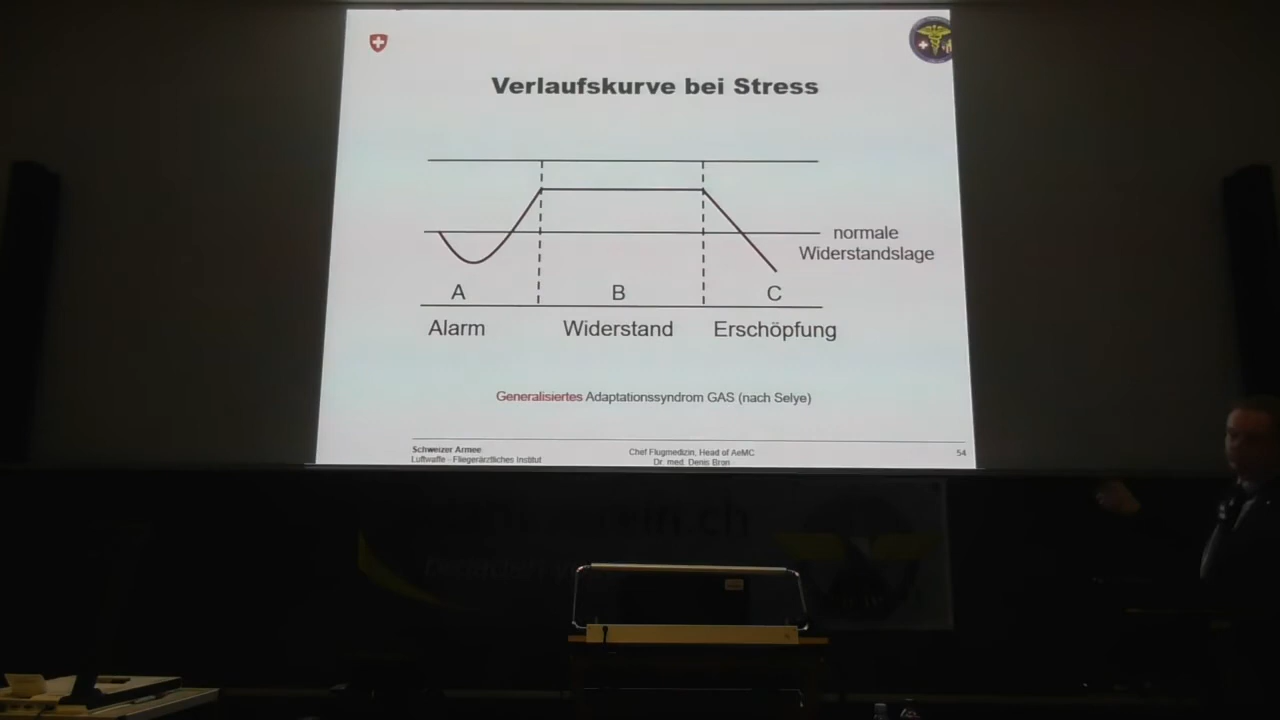 Verlaufskurve bei Stress
normale
Widerstandslage
A B C
Alarm Widerstand Erschöpfung
Generalisiertes Adaptationssyndrom GAS (nach Selye)
Schweizer Armee
Luftwaffe - Fliegerärztliches Institut
Chef Flugmedizin, Head of AeMC
Dr. med. Denis Bron
54